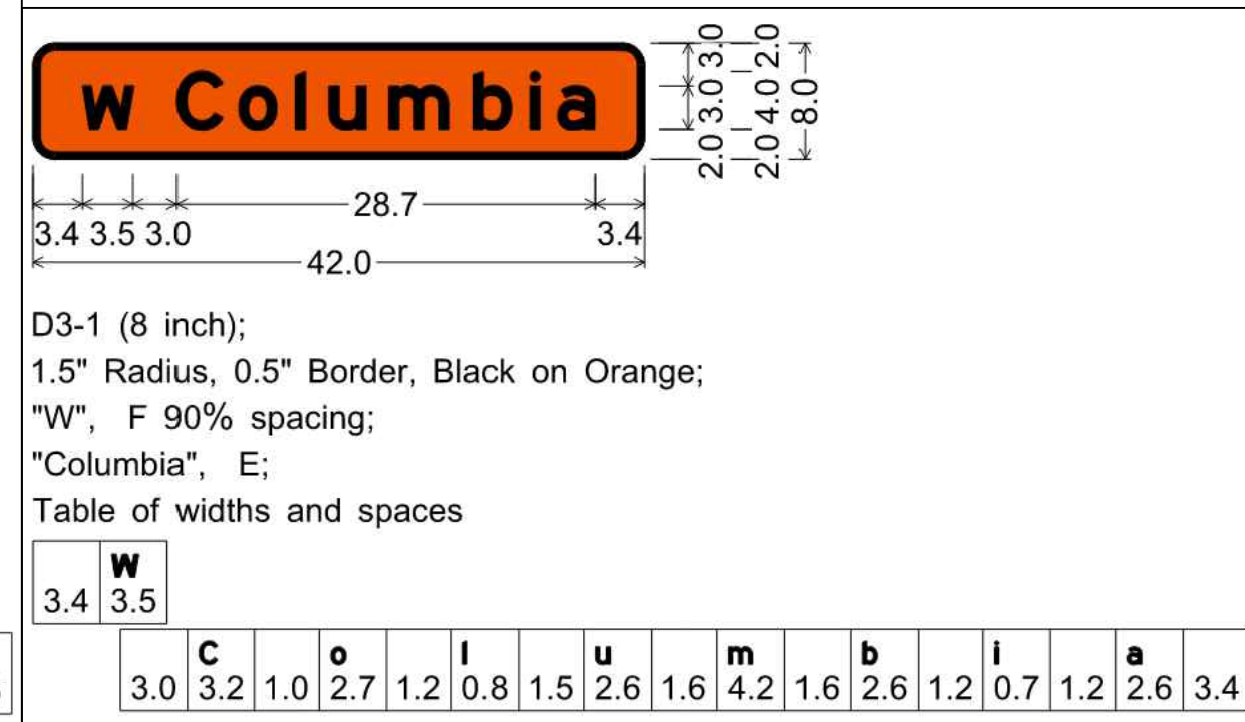 W Columbia
3.0 2.0
3.0 4.0 8.0
2.0 2.0
28.7
3.4 3.5 3.0 3.4
42.0
D3-1 (8 inch);
1.5" Radius, 0.5" Border, Black on Orange;
"W", F 90% spacing;
"Columbia", E;
Table of widths and spaces
W
3.4 3.5
C o l u m b i a
3.0 3.2 1.0 2.7 1.2 0.8 1.5 2.6 1.6 4.2 1.6 2.6 1.2 0.7 1.2 2.6 3.4